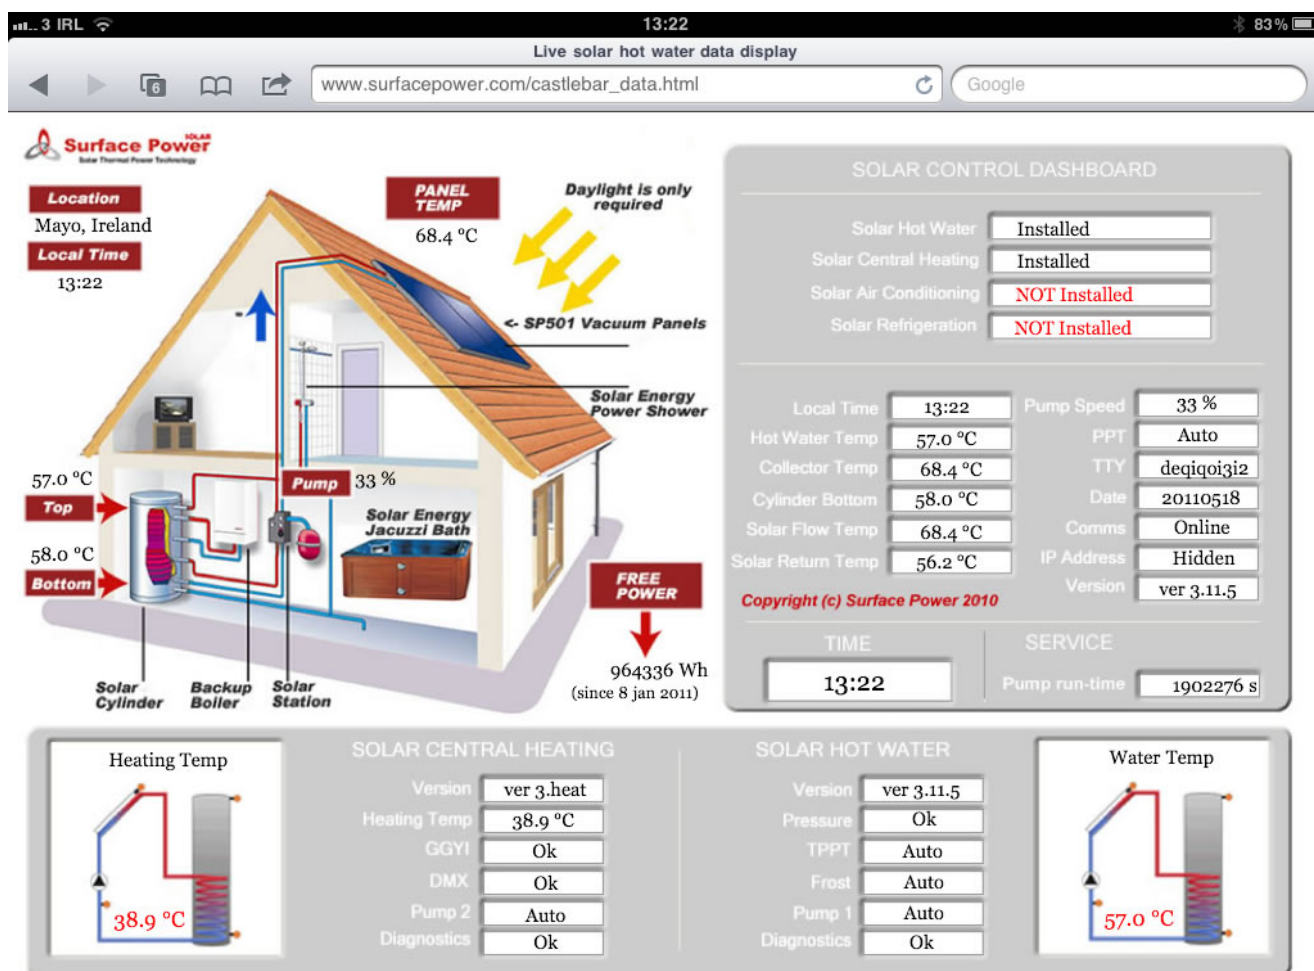 3 IRL
13:22
83%
Live solar hot water data display
6
www.surfacepower.com/castlebar_data.html
Google
SOLAR
Surface Power
Solar Thermal Power Technology
Location
Mayo, Ireland
Local Time
13:22
PANEL
TEMP
68.4 °C
Daylight is only
required
<- SP501 Vacuum Panels
Solar Energy
Power Shower
Pump 33 %
57.0 °C
Top
58.0 °C
Bottom
Solar Energy
Jacuzzi Bath
FREE
POWER
964336 Wh
(since 8 jan 2011)
Solar
Cylinder
Backup
Boiler
Solar
Station
SOLAR CONTROL DASHBOARD
Solar Hot Water Installed
Solar Central Heating Installed
Solar Air Conditioning NOT Installed
Solar Refrigeration NOT Installed
Local Time 13:22
Hot Water Temp 57.0 °C
Collector Temp 68.4 °C
Cylinder Bottom 58.0 °C
Solar Flow Temp 68.4 °C
Solar Return Temp 56.2 °C
Pump Speed 33 %
PPT Auto
TTY deqiqoi3i2
Date 20110518
Comms Online
IP Address Hidden
Version ver 3.11.5
Copyright (c) Surface Power 2010
TIME
13:22
SERVICE
Pump run-time 1902276 s
Heating Temp
38.9 °C
SOLAR CENTRAL HEATING
Version ver 3.heat
Heating Temp 38.9 °C
GGYI Ok
DMX Ok
Pump 2 Auto
Diagnostics Ok
SOLAR HOT WATER
Version ver 3.11.5
Pressure Ok
TPPT Auto
Frost Auto
Pump 1 Auto
Diagnostics Ok
Water Temp
57.0 °C